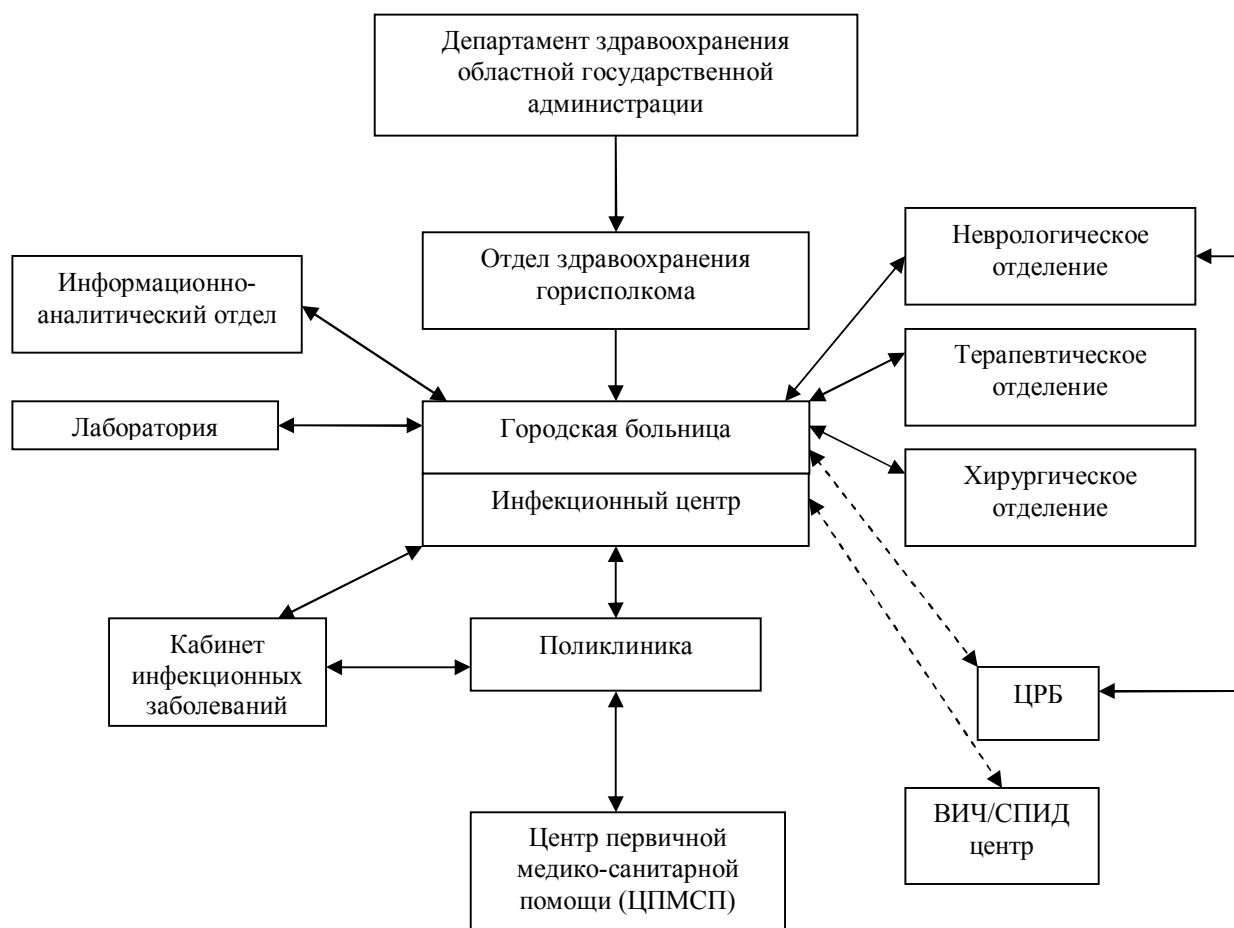 Департамент здравоохранения
областной государственной
администрации
Неврологическое
отделение
Отдел здравоохранения
горисполкома
Информационно-
аналитический отдел
Терапевтическое
отделение
Лаборатория
Городская больница
Хирургическое
отделение
Инфекционный центр
Кабинет
инфекционных
заболеваний
Поликлиника
ЦРБ
ВИЧ/СПИД
центр
Центр первичной
медико-санитарной
помощи (ЦПМСП)